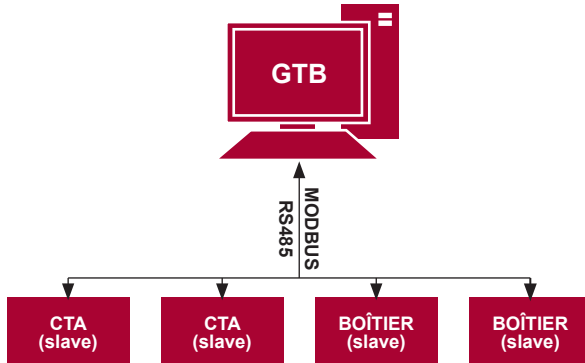 GTB
MODBUS
RS485
CTA
(slave)
CTA
(slave)
BOÎTIER
(slave)
BOÎTIER
(slave)